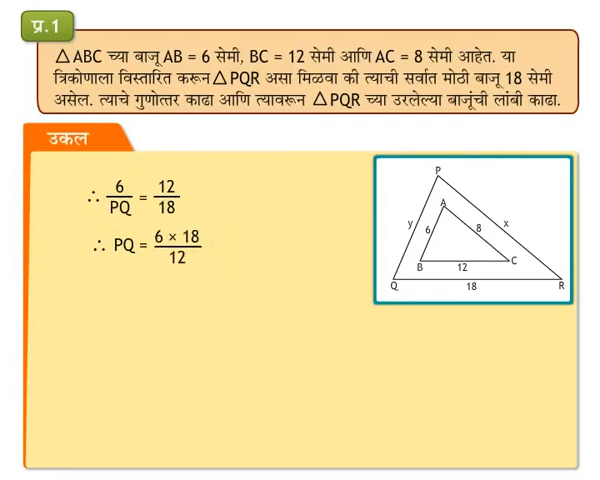 प्र.1
△ABC च्या बाजू AB = 6 सेमी, BC = 12 सेमी आणि AC = 8 सेमी आहेत. या
त्रिकोणाला विस्तारित करून △PQR असा मिळवा की त्याची सर्वात मोठी बाजू 18 सेमी
असेल. त्याचे गुणोत्तर काढा आणि त्यावरून △PQR च्या उरलेल्या बाजूंची लांबी काढा.
उकल
∴ 6/PQ = 12/18
∴ PQ = 6 × 18/12
P
A
y
6
8
x
B
12
C
Q
18
R